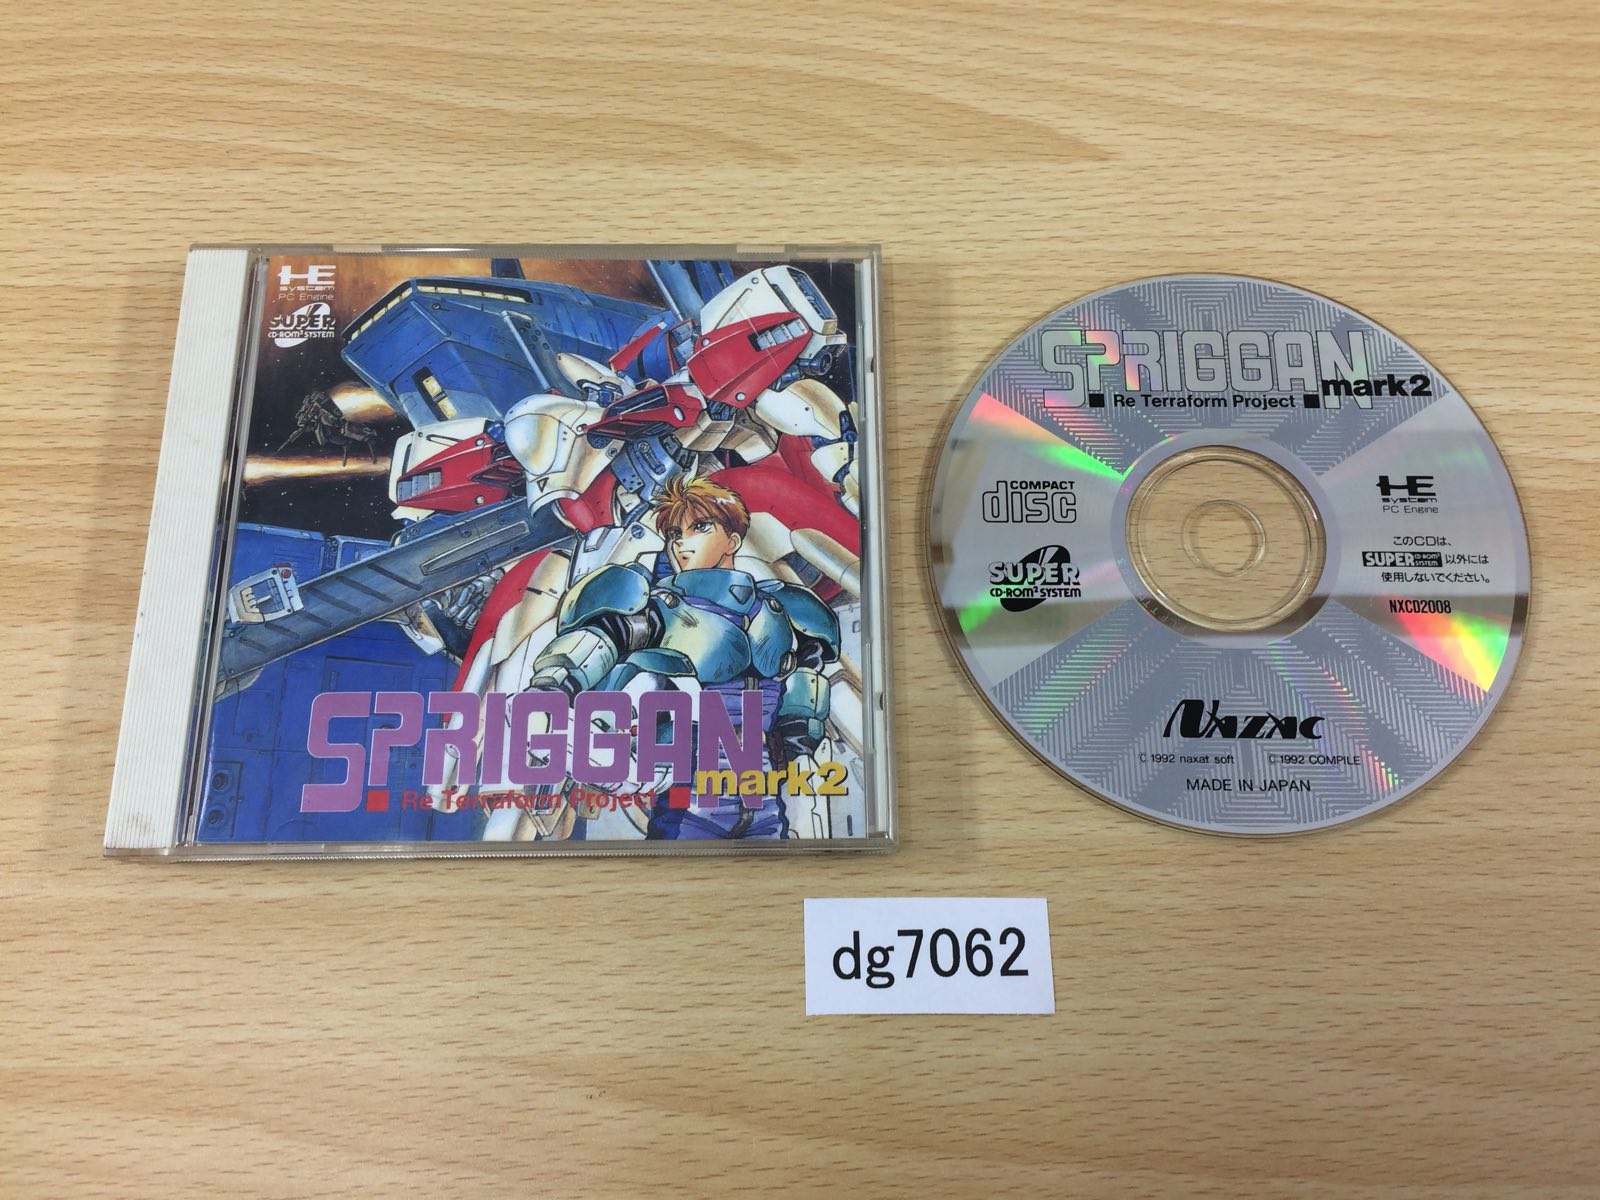 HE
system
PC Engine
SUPER
CD-ROM² SYSTEM
SPRIGGAN
mark2
Re Terraform Project
SPRIGGAN
mark2
Re Terraform Project
COMPACT
disc
SUPER
CD-ROM² SYSTEM
HE
system
PC Engine
このCDは、
SUPER CD-ROM² SYSTEM 以外には
使用しないでください。
NXCD2008
NAZAC
C 1992 naxat soft C 1992 COMPILE
MADE IN JAPAN
dg7062